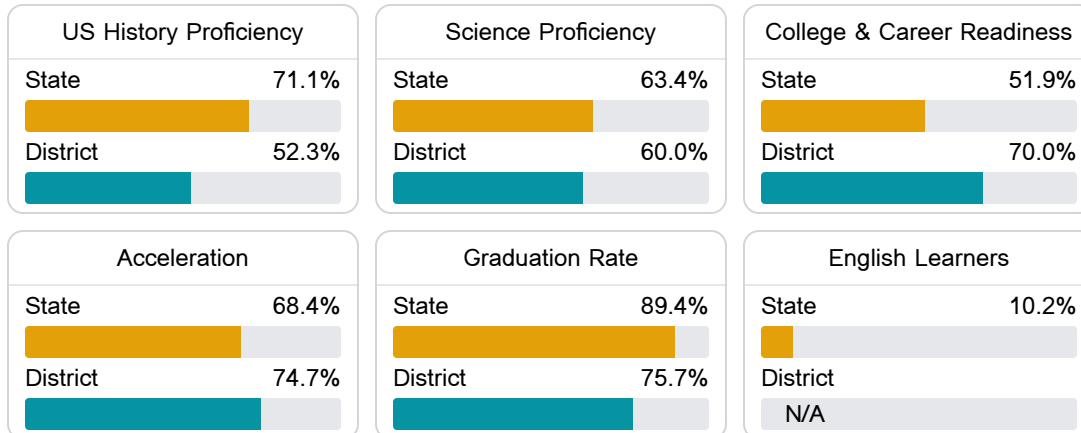 US History Proficiency
State 71.1%
District 52.3%
Science Proficiency
State 63.4%
District 60.0%
College & Career Readiness
State 51.9%
District 70.0%
Acceleration
State 68.4%
District 74.7%
Graduation Rate
State 89.4%
District 75.7%
English Learners
State 10.2%
District
N/A